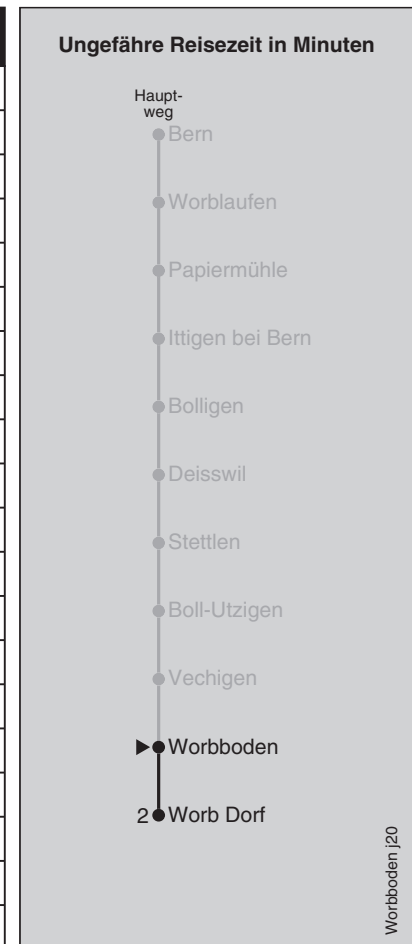 Ungefähre Reisezeit in Minuten
Haupt-
weg
Bern
Worblaufen
Papiermühle
Ittigen bei Bern
Bolligen
Deisswil
Stettlen
Boll-Utzigen
Vechigen
Worbboden
2 Worb Dorf
Worbboden j20